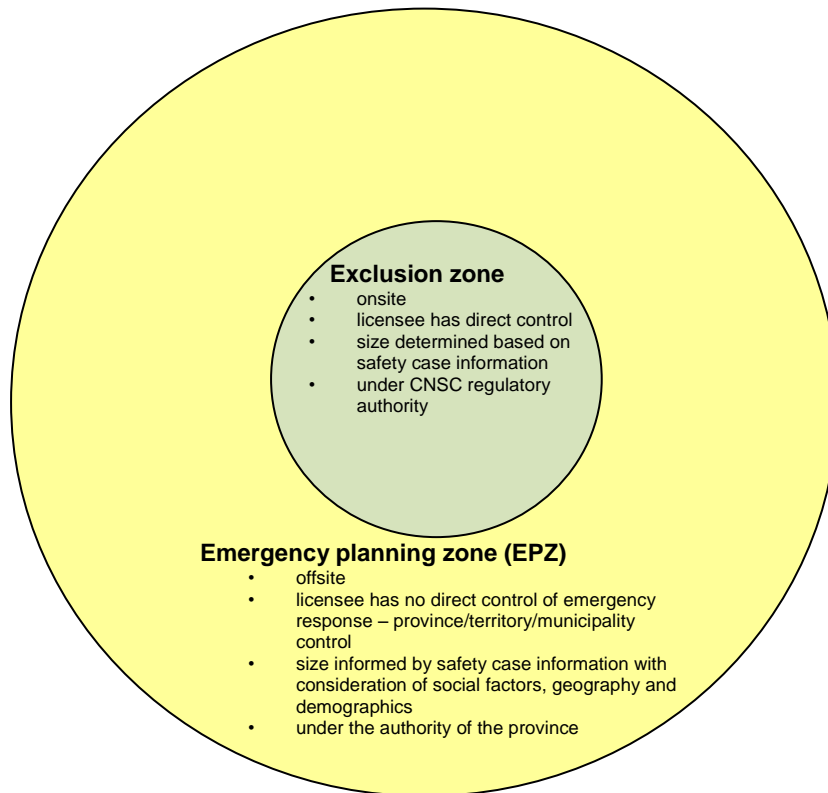 Exclusion zone
• onsite
• licensee has direct control
• size determined based on
safety case information
• under CNSC regulatory
authority
Emergency planning zone (EPZ)
• offsite
• licensee has no direct control of emergency
response – province/territory/municipality
control
• size informed by safety case information with
consideration of social factors, geography and
demographics
• under the authority of the province